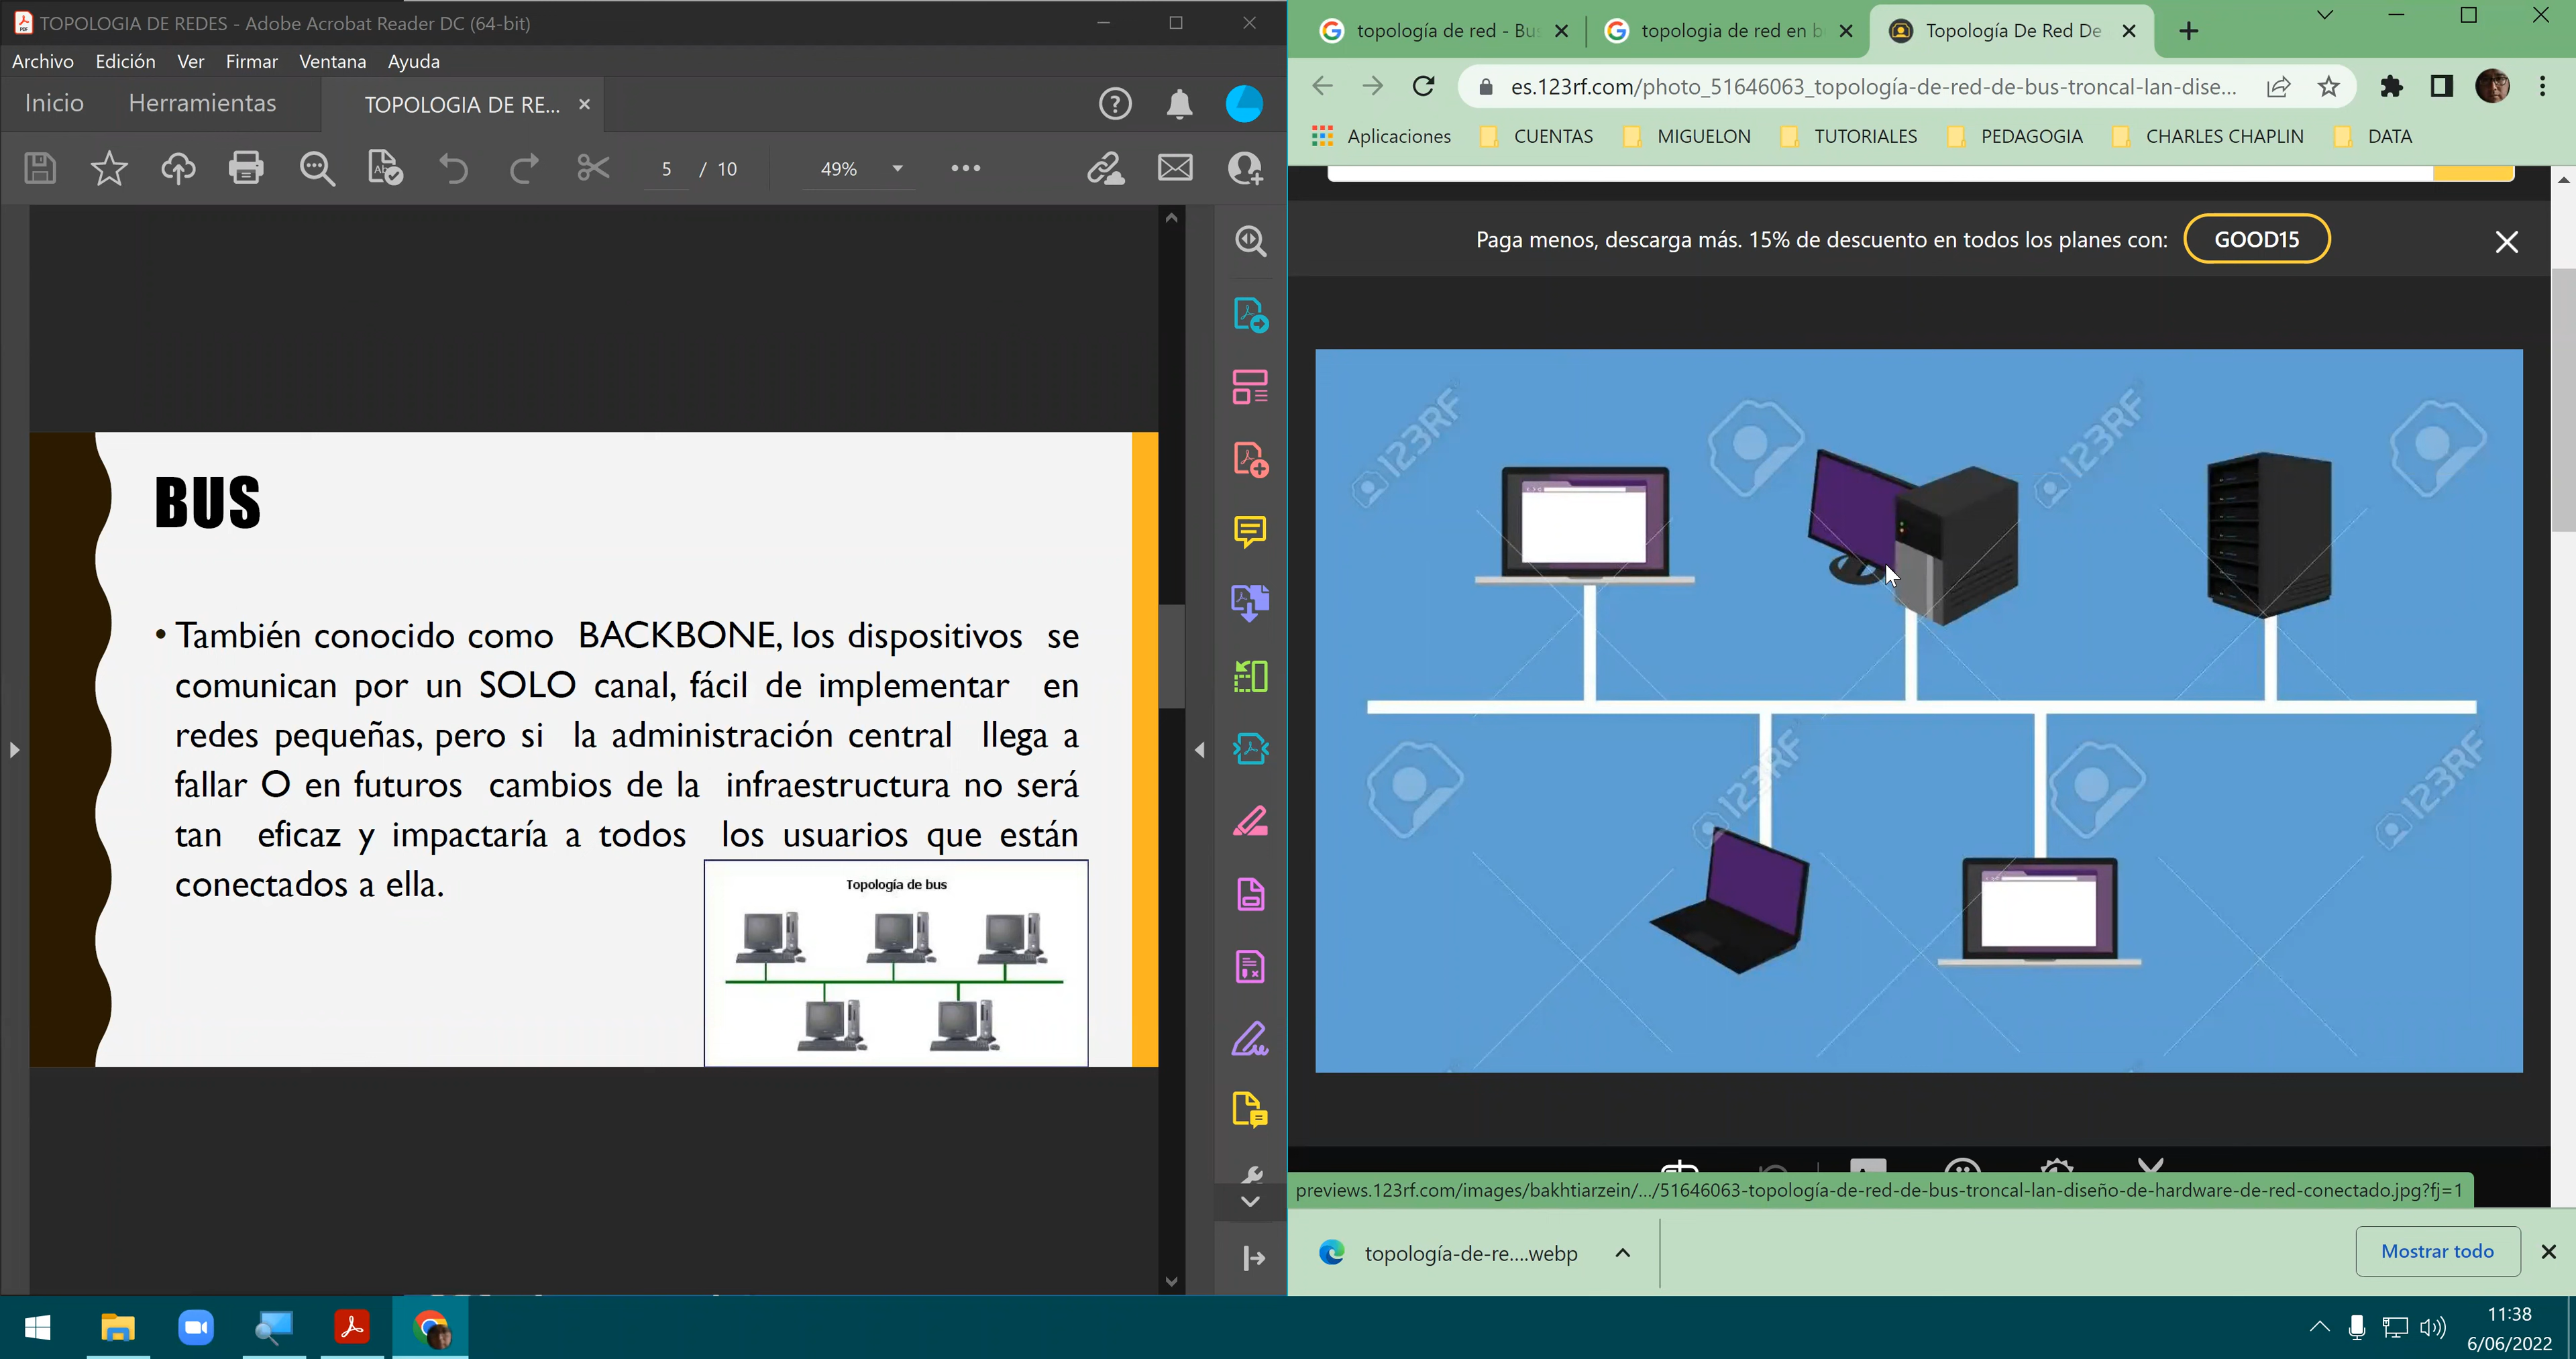 TOPOLOGIA DE REDES - Adobe Acrobat Reader DC (64-bit)
Archivo Edición Ver Firmar Ventana Ayuda
Inicio Herramientas TOPOLOGIA DE RE...
5 / 10 49%
BUS
• También conocido como BACKBONE, los dispositivos se
comunican por un SOLO canal, fácil de implementar en
redes pequeñas, pero si la administración central llega a
fallar O en futuros cambios de la infraestructura no será
tan eficaz y impactaría a todos los usuarios que están
conectados a ella.
Topología de bus
topología de red - Bus topologia de red en b Topología De Red De
es.123rf.com/photo_51646063_topología-de-red-de-bus-troncal-lan-dise...
Aplicaciones CUENTAS MIGUELON TUTORIALES PEDAGOGIA CHARLES CHAPLIN DATA
Paga menos, descarga más. 15% de descuento en todos los planes con: GOOD15
123RF
123RF
123RF
123RF
previews.123rf.com/images/bakhtiarzein/.../51646063-topología-de-red-de-bus-troncal-lan-diseño-de-hardware-de-red-conectado.jpg?fj=1
topología-de-re....webp Mostrar todo
11:38
6/06/2022